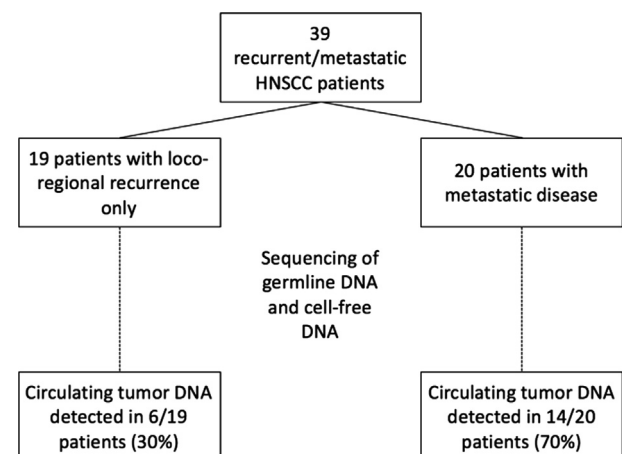 39
recurrent/metastatic
HNSCC patients
19 patients with loco-
regional recurrence
only
20 patients with
metastatic disease
Sequencing of
germline DNA
and cell-free
DNA
Circulating tumor DNA
detected in 6/19
patients (30%)
Circulating tumor DNA
detected in 14/20
patients (70%)